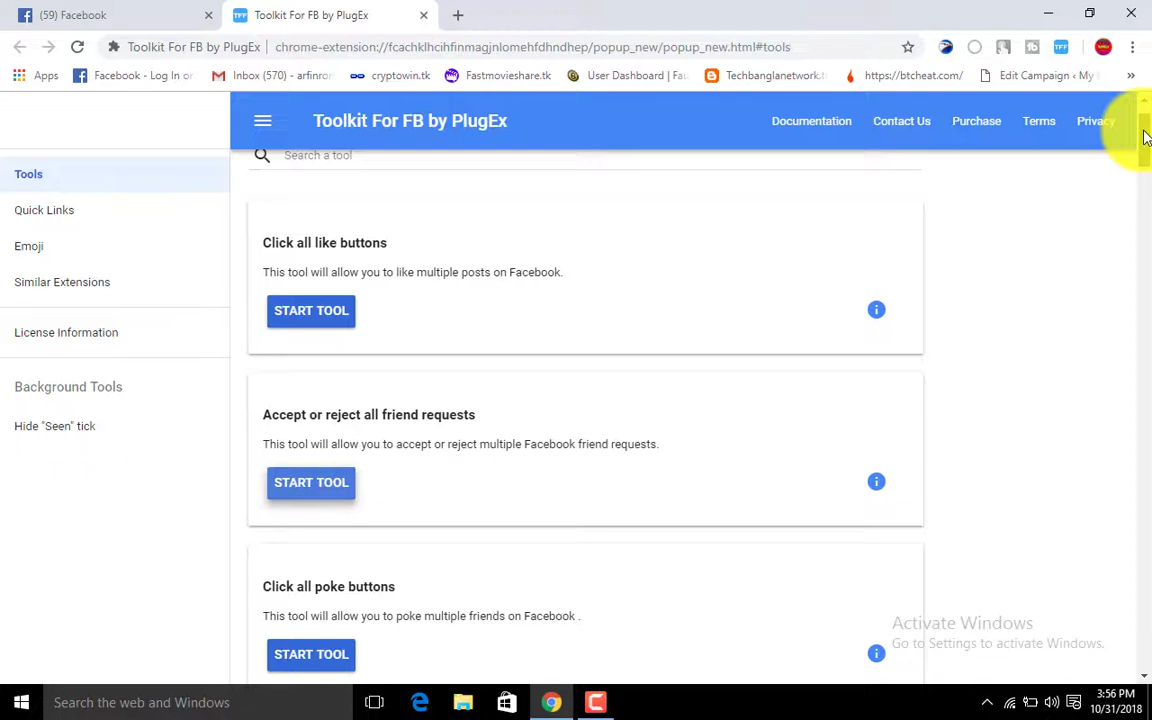 (59) Facebook
Toolkit For FB by PlugEx
Toolkit For FB by PlugEx | chrome-extension://fcachklhcihfinmagjnlomehfdhndhep/popup_new/popup_new.html#tools
Apps
Facebook - Log In or
Inbox (570) - arfinron
cryptowin.tk
Fastmovieshare.tk
User Dashboard | Fau
Techbanglanetwork.t
https://btcheat.com/
Edit Campaign ‹ My
Toolkit For FB by PlugEx
Documentation
Contact Us
Purchase
Terms
Privacy
Search a tool
Tools
Quick Links
Emoji
Similar Extensions
License Information
Background Tools
Hide "Seen" tick
Click all like buttons
This tool will allow you to like multiple posts on Facebook.
START TOOL
Accept or reject all friend requests
This tool will allow you to accept or reject multiple Facebook friend requests.
START TOOL
Click all poke buttons
This tool will allow you to poke multiple friends on Facebook .
START TOOL
Activate Windows
Go to Settings to activate Windows.
Search the web and Windows
3:56 PM
10/31/2018